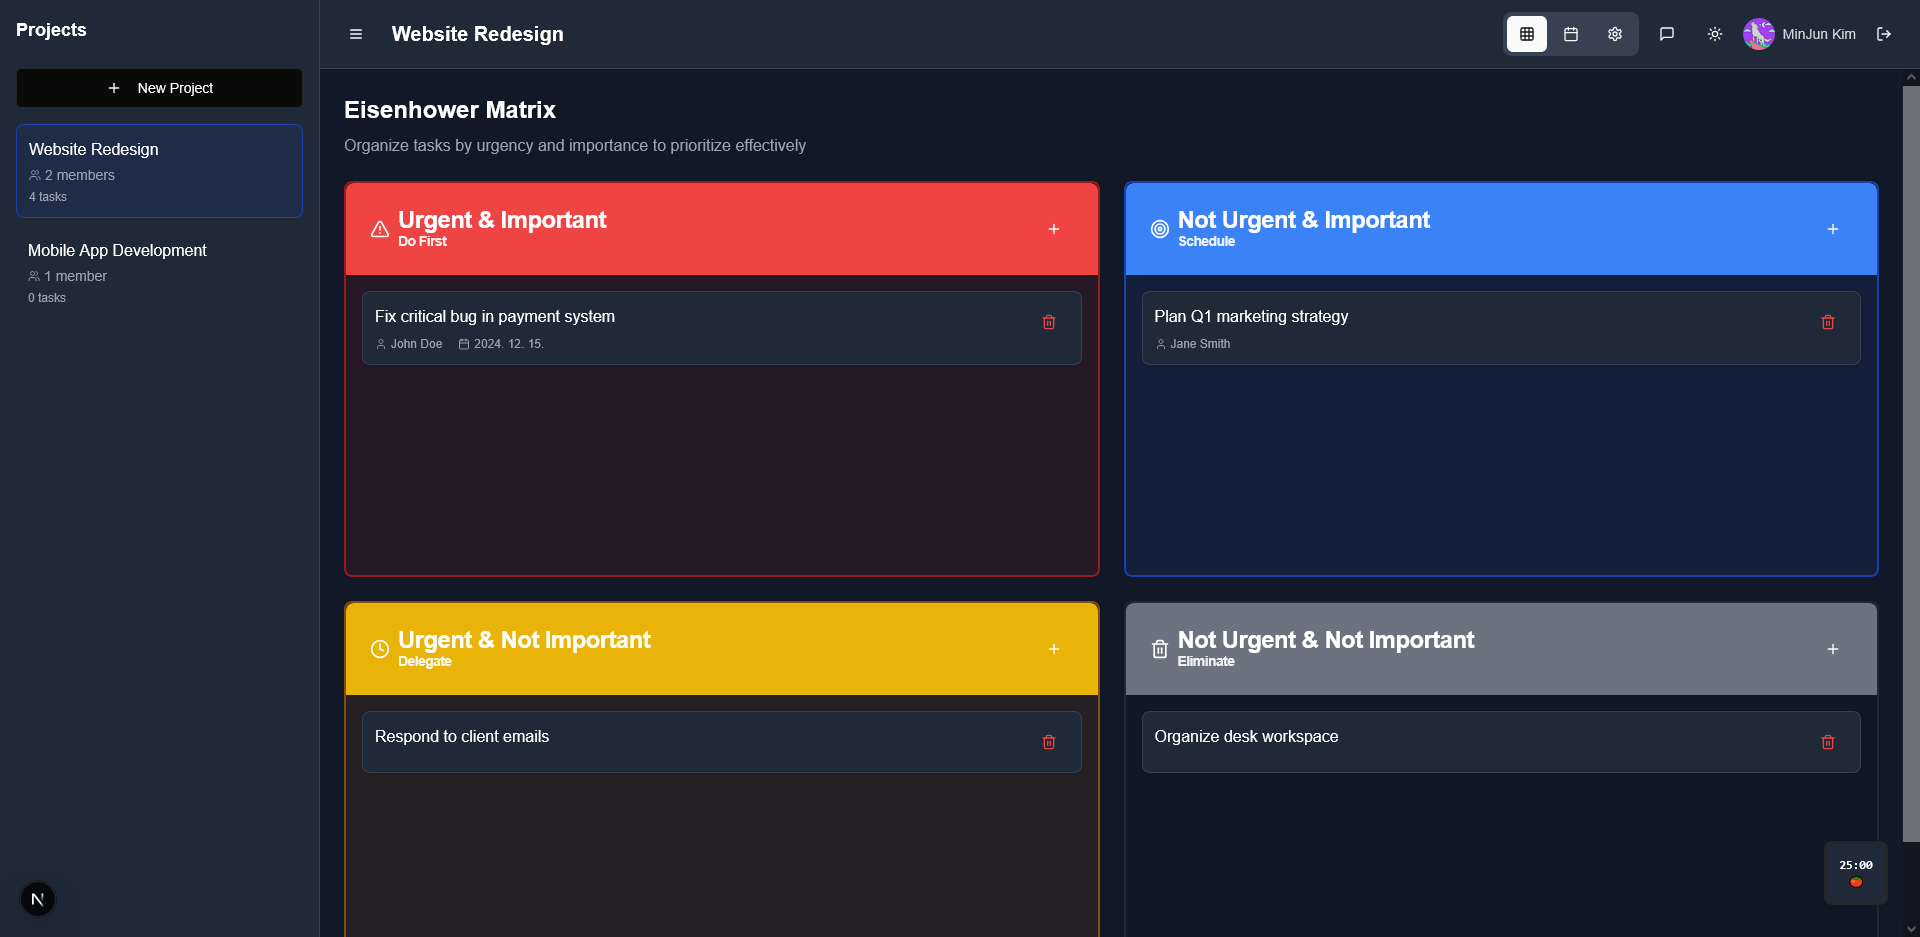 Projects
New Project
Website Redesign
2 members
4 tasks
Mobile App Development
1 member
0 tasks
N
Website Redesign
MinJun Kim
Eisenhower Matrix
Organize tasks by urgency and importance to prioritize effectively
Urgent & Important
Do First
Fix critical bug in payment system
John Doe 2024. 12. 15.
Not Urgent & Important
Schedule
Plan Q1 marketing strategy
Jane Smith
Urgent & Not Important
Delegate
Respond to client emails
Not Urgent & Not Important
Eliminate
Organize desk workspace
25:00